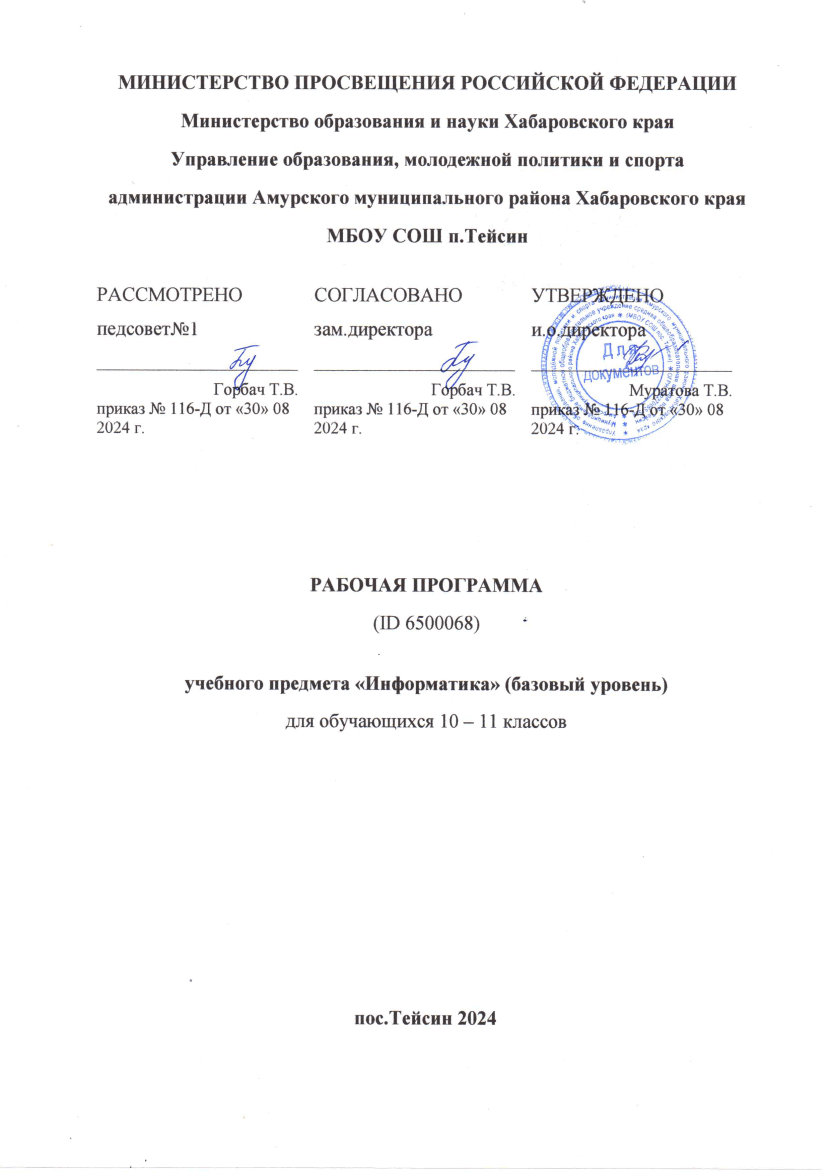 МИНИСТЕРСТВО ПРОСВЕЩЕНИЯ РОССИЙСКОЙ ФЕДЕРАЦИИ
Министерство образования и науки Хабаровского края
Управление образования, молодежной политики и спорта
администрации Амурского муниципального района Хабаровского края
МБОУ СОШ п.Тейсин
РАССМОТРЕНО
педсовет№1
Горбач Т.В.
приказ № 116-Д от «30» 08
2024 г.
СОГЛАСОВАНО
зам.директора
Горбач Т.В.
приказ № 116-Д от «30» 08
2024 г.
УТВЕРЖДЕНО
и.о.директора
Для
документов
Муратова Т.В.
приказ № 116-Д от «30» 08
2024 г.
РАБОЧАЯ ПРОГРАММА
(ID 6500068)
учебного предмета «Информатика» (базовый уровень)
для обучающихся 10 – 11 классов
пос.Тейсин 2024